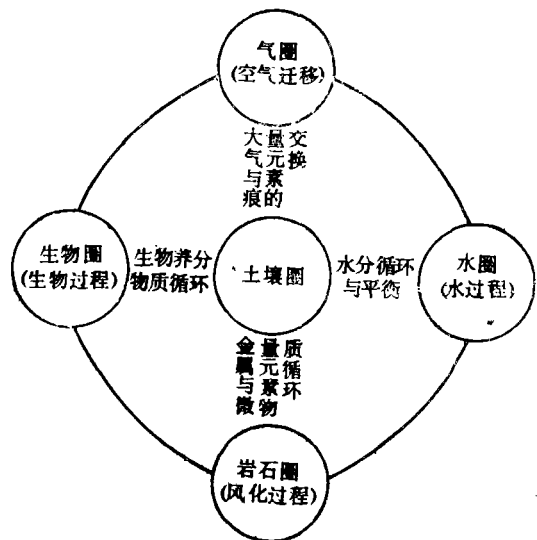 气圈
(空气迁移)
大气与痕
量元素的
交换
生物圈
(生物过程)
生物养分
物质循环
土壤圈
水分循环
与平衡
水圈
(水过程)
金属与微
量元素物
质循环
岩石圈
(风化过程)